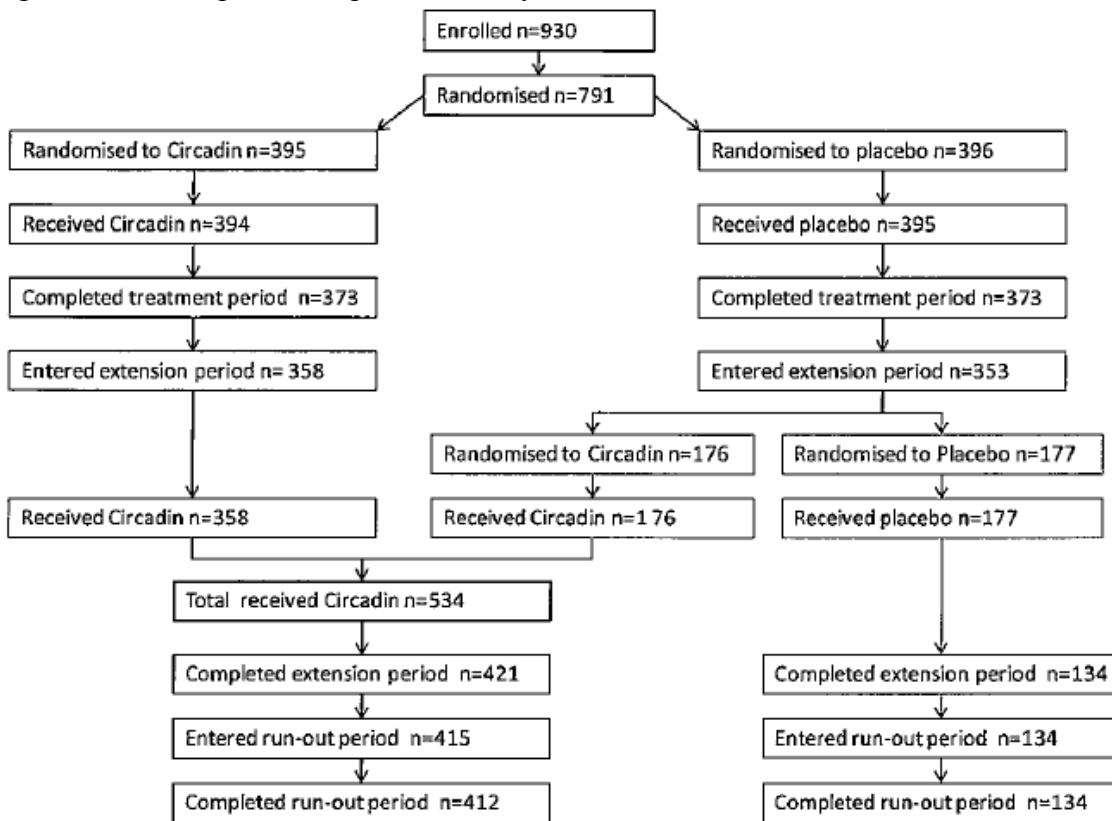 Enrolled n=930
Randomised n=791
Randomised to Circadin n=395
Randomised to placebo n=396
Received Circadin n=394
Received placebo n=395
Completed treatment period n=373
Completed treatment period n=373
Entered extension period n= 358
Entered extension period n=353
Randomised to Circadin n=176
Randomised to Placebo n=177
Received Circadin n=358
Received Circadin n=176
Received placebo n=177
Total received Circadin n=534
Completed extension period n=421
Completed extension period n=134
Entered run-out period n=415
Entered run-out period n=134
Completed run-out period n=412
Completed run-out period n=134